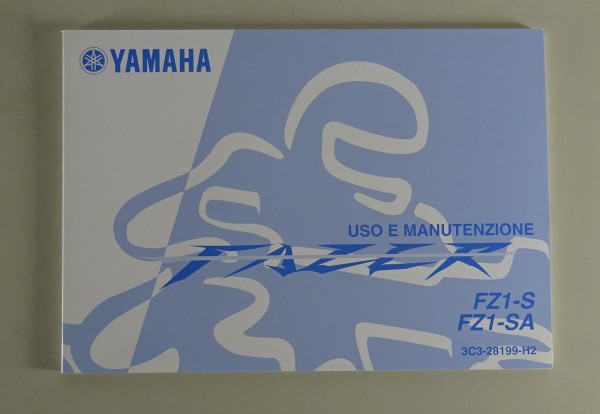 YAMAHA
USO E MANUTENZIONE
FAZER
FZ1-S
FZ1-SA
3C3-28199-H2